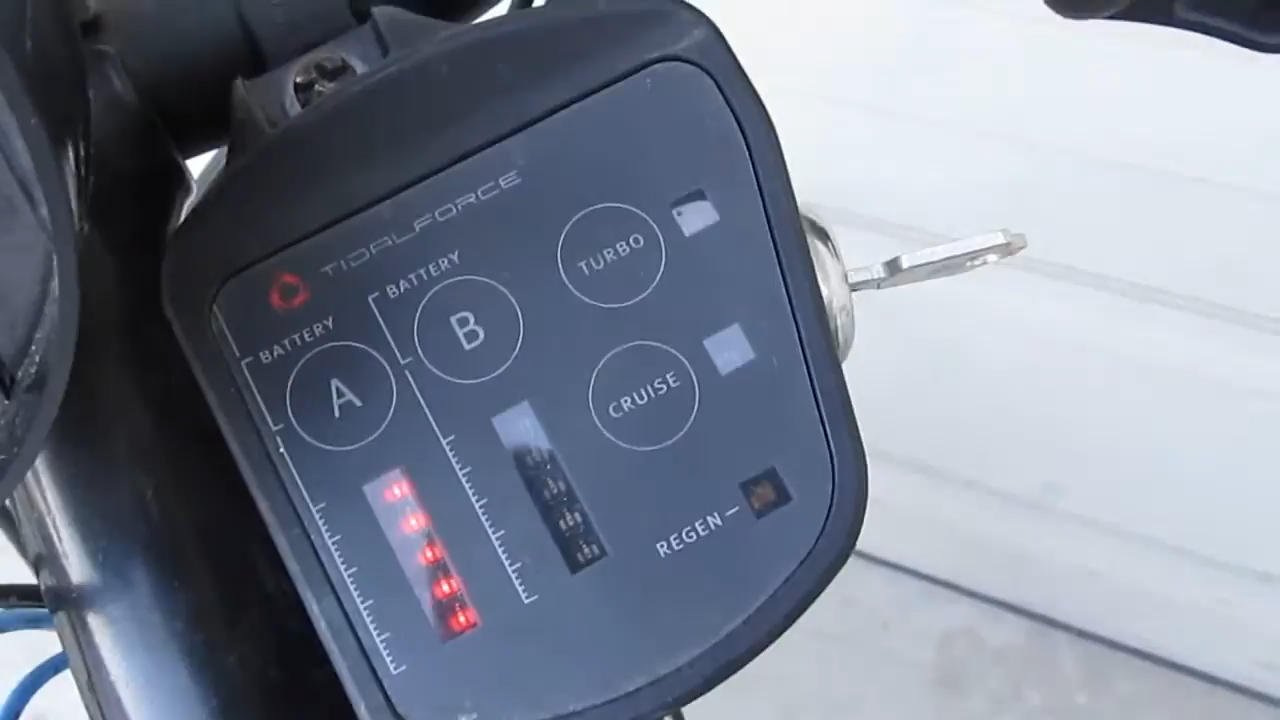 TIDALFORCE
BATTERY
A
BATTERY
B
TURBO
CRUISE
REGEN